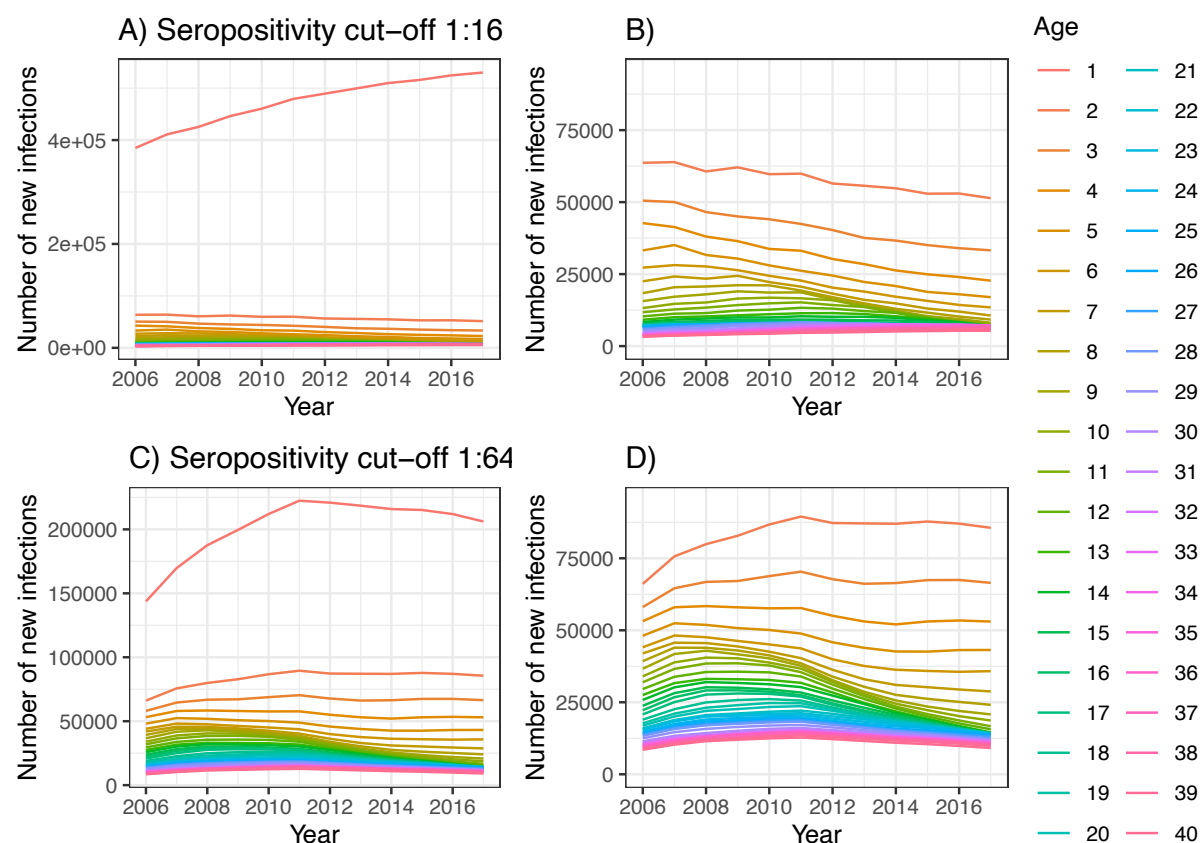 A) Seropositivity cut−off 1:16
Number of new infections
4e+05
2e+05
0e+00
2006 2008 2010 2012 2014 2016
Year
B)
Number of new infections
75000
50000
25000
0
2006 2008 2010 2012 2014 2016
Year
C) Seropositivity cut−off 1:64
Number of new infections
200000
150000
100000
50000
0
2006 2008 2010 2012 2014 2016
Year
D)
Number of new infections
75000
50000
25000
0
2006 2008 2010 2012 2014 2016
Year
Age
1 21
2 22
3 23
4 24
5 25
6 26
7 27
8 28
9 29
10 30
11 31
12 32
13 33
14 34
15 35
16 36
17 37
18 38
19 39
20 40